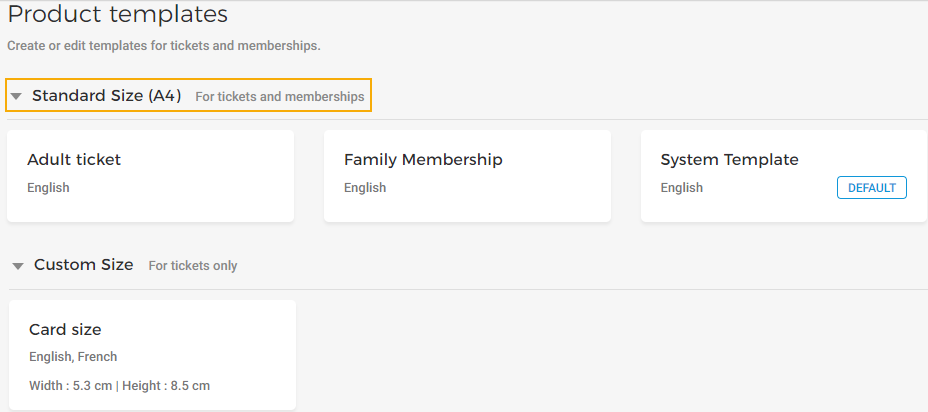 Product templates
Create or edit templates for tickets and memberships.
Standard Size (A4) For tickets and memberships
Adult ticket
English
Family Membership
English
System Template
English DEFAULT
Custom Size For tickets only
Card size
English, French
Width : 5.3 cm | Height : 8.5 cm